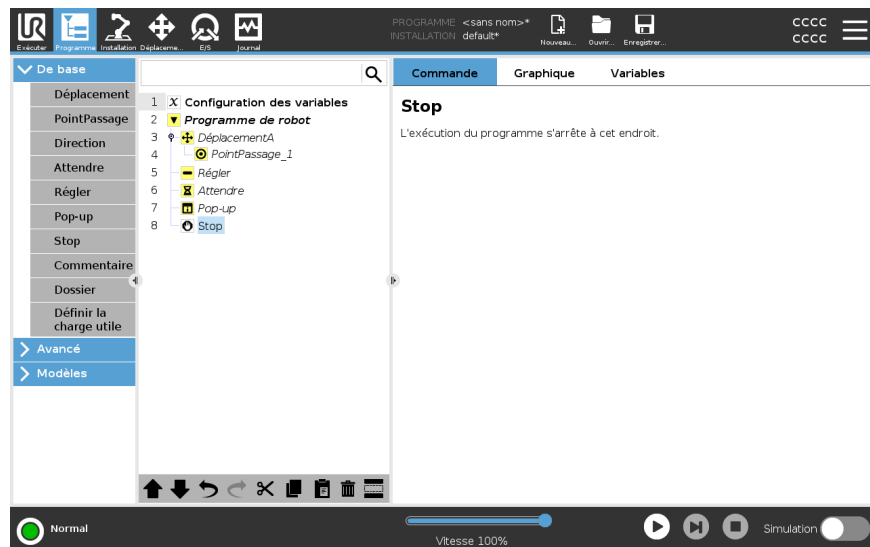 PROGRAMME <sans nom>*
INSTALLATION default*
Exécuter
Programme
Installation
Déplaceme...
E/S
Journal
Nouveau...
Ouvrir...
Enregistrer...
CCCC
CCCC
De base
Déplacement
PointPassage
Direction
Attendre
Régler
Pop-up
Stop
Commentaire
Dossier
Définir la
charge utile
Avancé
Modèles
1 X Configuration des variables
2 Programme de robot
3 DéplacementA
4 PointPassage_1
5 Régler
6 Attendre
7 Pop-up
8 Stop
Commande
Graphique
Variables
Stop
L'exécution du programme s'arrête à cet endroit.
Normal
Vitesse 100%
Simulation